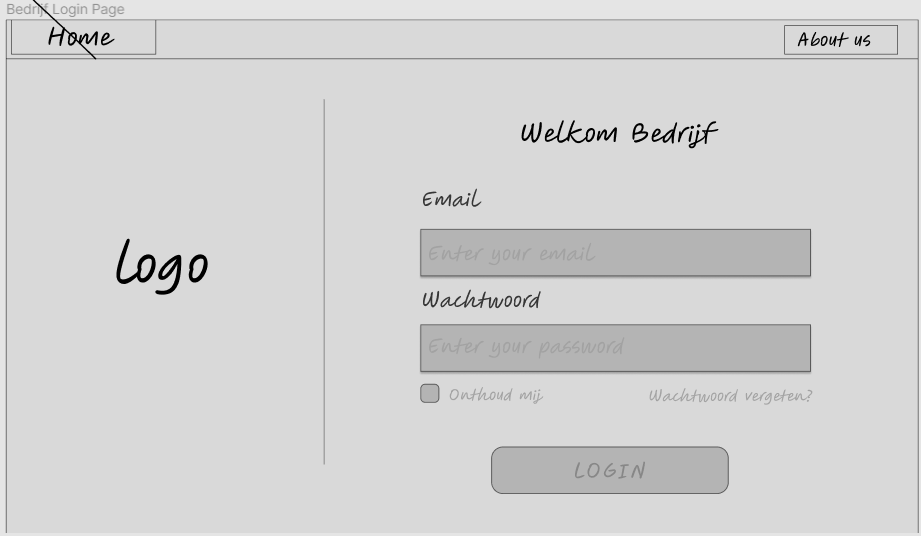 Bedrijf Login Page
Home
About us
Welkom Bedrijf
Email
Enter your email
logo
Wachtwoord
Enter your password
Onthoud mij
Wachtwoord vergeten?
LOGIN